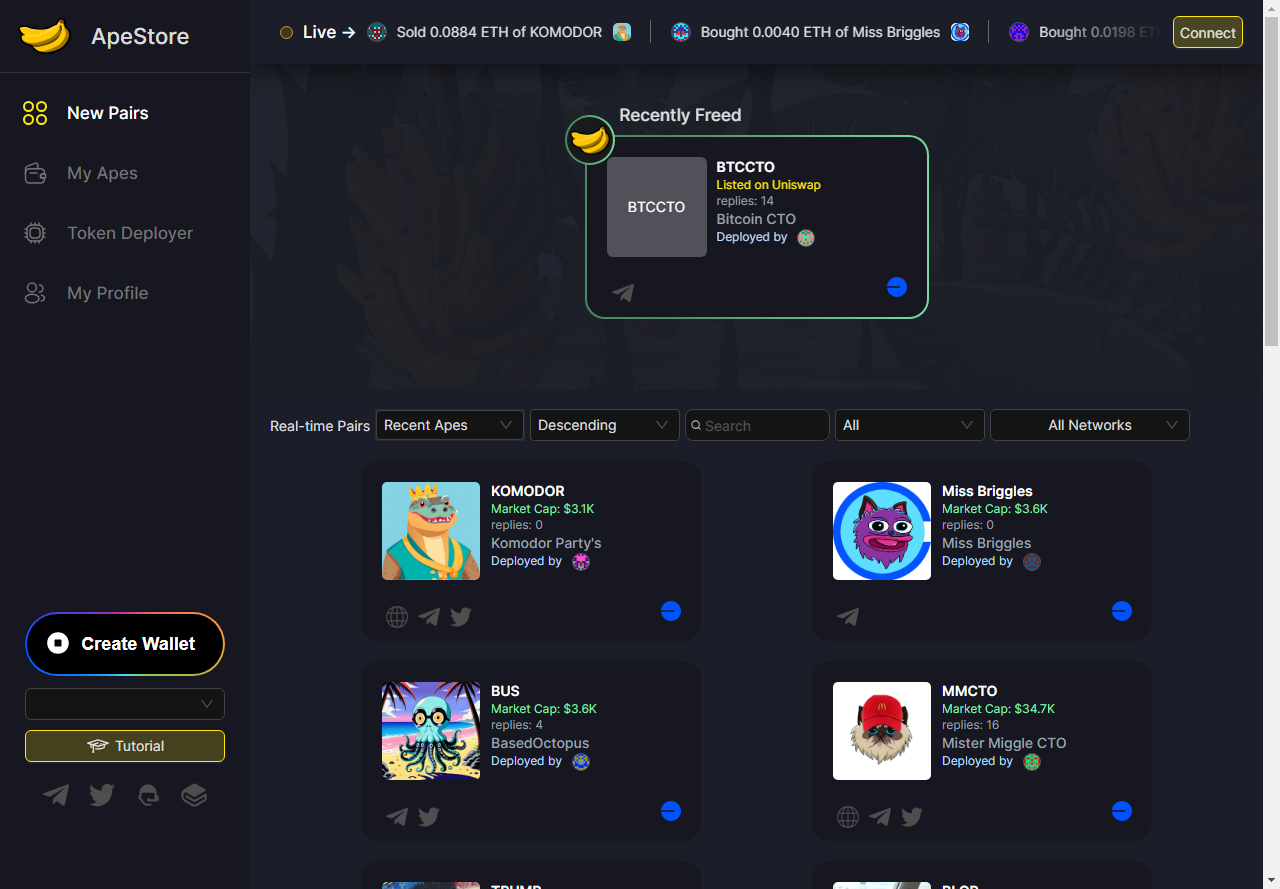 ApeStore
Live → Sold 0.0884 ETH of KOMODOR Bought 0.0040 ETH of Miss Briggles Bought 0.0198 ETH
Connect
New Pairs
My Apes
Token Deployer
My Profile
Create Wallet
Tutorial
Recently Freed
BTCCTO
BTCCTO
Listed on Uniswap
replies: 14
Bitcoin CTO
Deployed by
Real-time Pairs Recent Apes Descending Search All All Networks
KOMODOR
Market Cap: $3.1K
replies: 0
Komodor Party's
Deployed by
Miss Briggles
Market Cap: $3.6K
replies: 0
Miss Briggles
Deployed by
BUS
Market Cap: $3.6K
replies: 4
BasedOctopus
Deployed by
MMCTO
Market Cap: $34.7K
replies: 16
Mister Miggle CTO
Deployed by
TRUMP